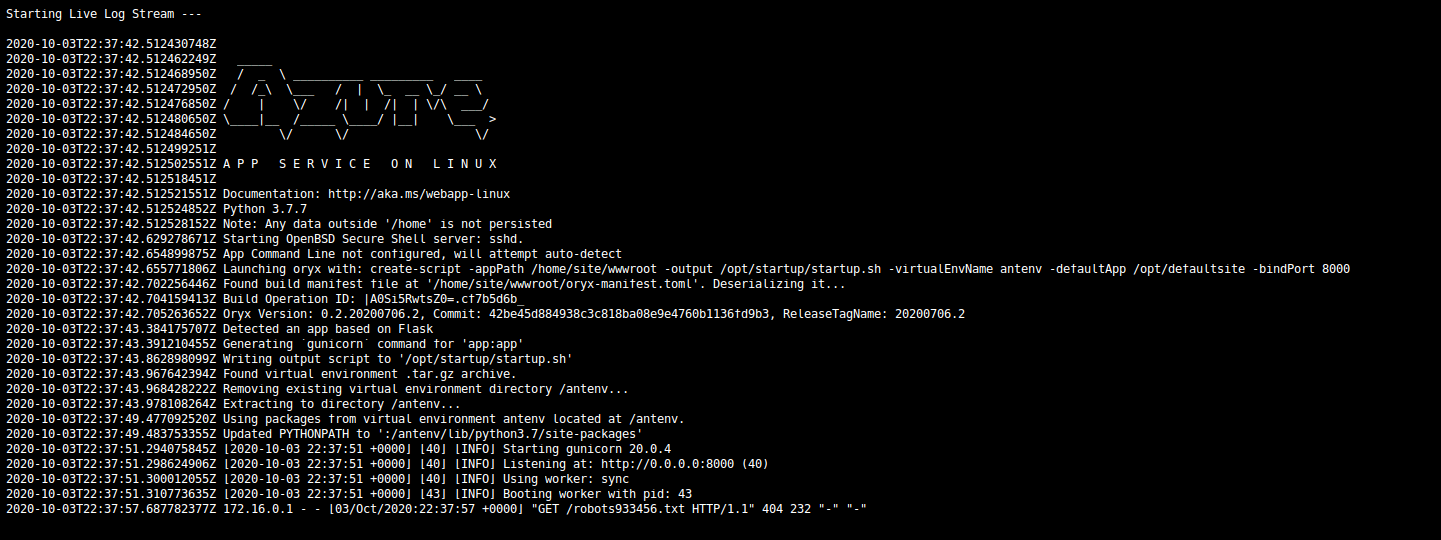 Starting Live Log Stream ---
2020-10-03T22:37:42.512430748Z
2020-10-03T22:37:42.512462249Z   _____
2020-10-03T22:37:42.512468950Z   /  _  \ __________ _________   ____
2020-10-03T22:37:42.512472950Z  /  /_\  \\___   /  |  \_  __ \_/ __ \
2020-10-03T22:37:42.512476850Z /    |    \/    /|  |  /|  | \/\  ___/
2020-10-03T22:37:42.512480650Z \____|__  /_____ \____/ |__|    \___  >
2020-10-03T22:37:42.512484650Z         \/      \/                  \/
2020-10-03T22:37:42.512499251Z
2020-10-03T22:37:42.512502551Z A P P   S E R V I C E   O N   L I N U X
2020-10-03T22:37:42.512518451Z
2020-10-03T22:37:42.512521551Z Documentation: http://aka.ms/webapp-linux
2020-10-03T22:37:42.512524852Z Python 3.7.7
2020-10-03T22:37:42.512528152Z Note: Any data outside '/home' is not persisted
2020-10-03T22:37:42.629278671Z Starting OpenBSD Secure Shell server: sshd.
2020-10-03T22:37:42.654899875Z App Command Line not configured, will attempt auto-detect
2020-10-03T22:37:42.655771806Z Launching oryx with: create-script -appPath /home/site/wwwroot -output /opt/startup/startup.sh -virtualEnvName antenv -defaultApp /opt/defaultsite -bindPort 8000
2020-10-03T22:37:42.702256446Z Found build manifest file at '/home/site/wwwroot/oryx-manifest.toml'. Deserializing it...
2020-10-03T22:37:42.704159413Z Build Operation ID: |A0Si5RwtsZ0=.cf7b5d6b_
2020-10-03T22:37:42.705263652Z Oryx Version: 0.2.20200706.2, Commit: 42be45d884938c3c818ba08e9e4760b1136fd9b3, ReleaseTagName: 20200706.2
2020-10-03T22:37:43.384175707Z Detected an app based on Flask
2020-10-03T22:37:43.391210455Z Generating `gunicorn` command for 'app:app'
2020-10-03T22:37:43.862898099Z Writing output script to '/opt/startup/startup.sh'
2020-10-03T22:37:43.967642394Z Found virtual environment .tar.gz archive.
2020-10-03T22:37:43.968428222Z Removing existing virtual environment directory /antenv...
2020-10-03T22:37:43.978108264Z Extracting to directory /antenv...
2020-10-03T22:37:49.477092520Z Using packages from virtual environment antenv located at /antenv.
2020-10-03T22:37:49.483753355Z Updated PYTHONPATH to ':/antenv/lib/python3.7/site-packages'
2020-10-03T22:37:51.294075845Z [2020-10-03 22:37:51 +0000] [40] [INFO] Starting gunicorn 20.0.4
2020-10-03T22:37:51.298624906Z [2020-10-03 22:37:51 +0000] [40] [INFO] Listening at: http://0.0.0.0:8000 (40)
2020-10-03T22:37:51.300012055Z [2020-10-03 22:37:51 +0000] [40] [INFO] Using worker: sync
2020-10-03T22:37:51.310773635Z [2020-10-03 22:37:51 +0000] [43] [INFO] Booting worker with pid: 43
2020-10-03T22:37:57.687782377Z 172.16.0.1 - - [03/Oct/2020:22:37:57 +0000] "GET /robots933456.txt HTTP/1.1" 404 232 "-" "-"